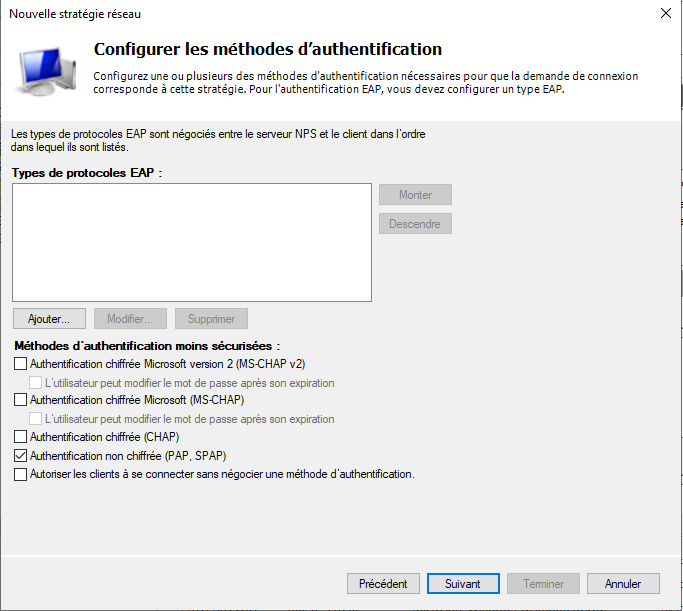 Nouvelle stratégie réseau
Configurer les méthodes d'authentification
Configurez une ou plusieurs des méthodes d'authentification nécessaires pour que la demande de connexion
corresponde à cette stratégie. Pour l'authentification EAP, vous devez configurer un type EAP.
Les types de protocoles EAP sont négociés entre le serveur NPS et le client dans l'ordre
dans lequel ils sont listés.
Types de protocoles EAP :
Monter
Descendre
Ajouter... Modifier... Supprimer
Méthodes d'authentification moins sécurisées :
Authentification chiffrée Microsoft version 2 (MS-CHAP v2)
L'utilisateur peut modifier le mot de passe après son expiration
Authentification chiffrée Microsoft (MS-CHAP)
L'utilisateur peut modifier le mot de passe après son expiration
Authentification chiffrée (CHAP)
Authentification non chiffrée (PAP, SPAP)
Autoriser les clients à se connecter sans négocier une méthode d'authentification.
Précédent Suivant Terminer Annuler